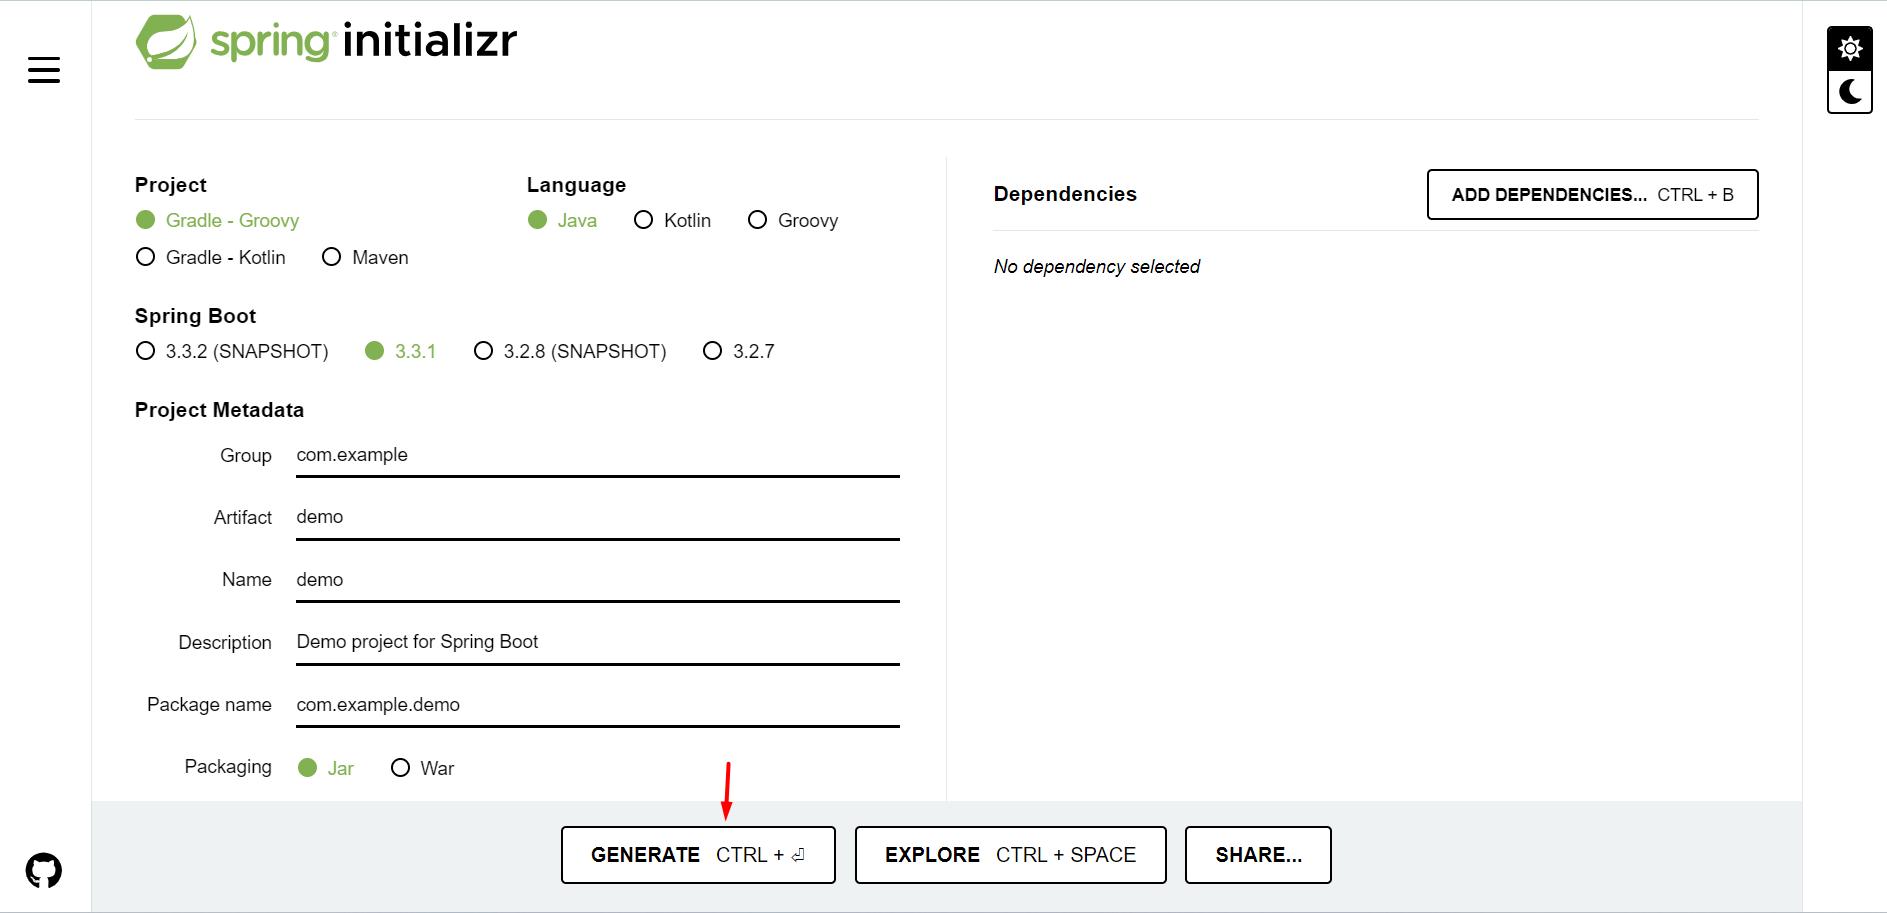 spring initializr
Project
Gradle - Groovy
Gradle - Kotlin Maven
Language
Java Kotlin Groovy
Spring Boot
3.3.2 (SNAPSHOT) 3.3.1 3.2.8 (SNAPSHOT) 3.2.7
Project Metadata
Group com.example
Artifact demo
Name demo
Description Demo project for Spring Boot
Package name com.example.demo
Packaging Jar War
Dependencies ADD DEPENDENCIES... CTRL + B
No dependency selected
GENERATE CTRL + ⏎ EXPLORE CTRL + SPACE SHARE...